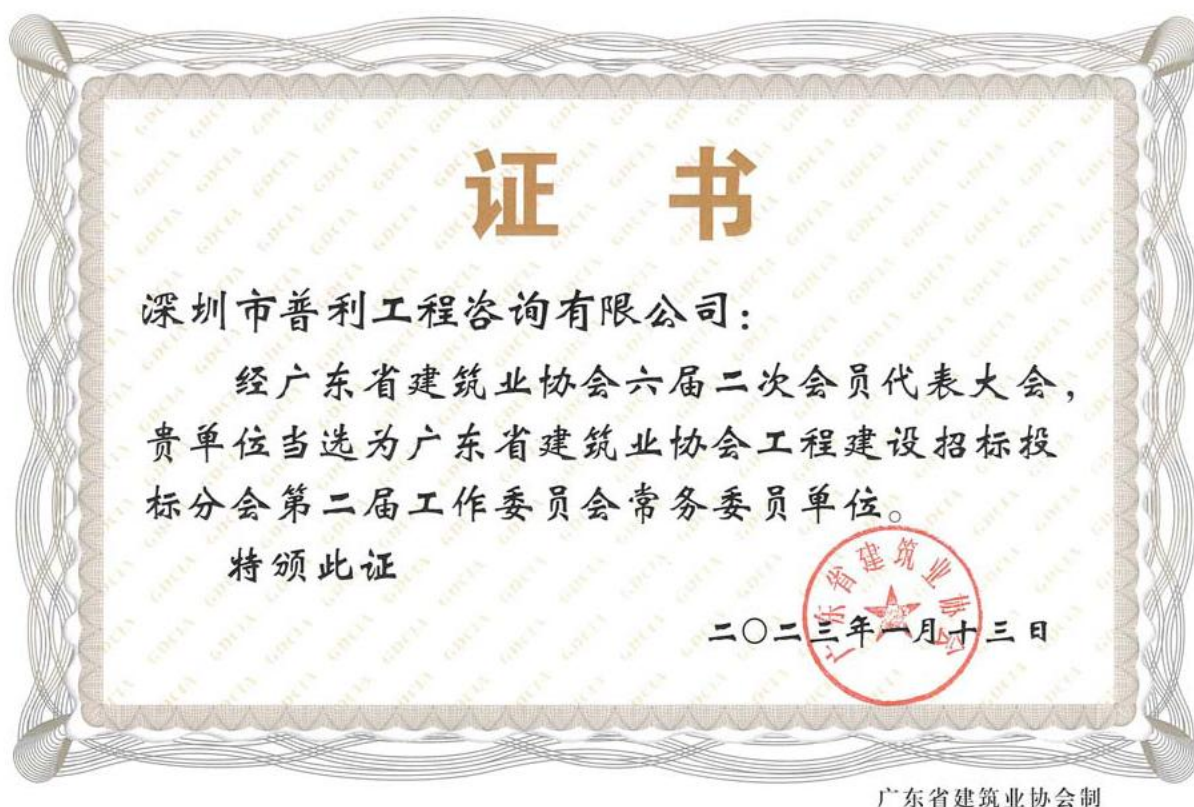 证 书
深圳市普利工程咨询有限公司：
经广东省建筑业协会六届二次会员代表大会，
贵单位当选为广东省建筑业协会工程建设招标投
标分会第二届工作委员会常务委员单位。
特颁此证
广东省建筑业协会
二〇二三年一月十三日
广东省建筑业协会制